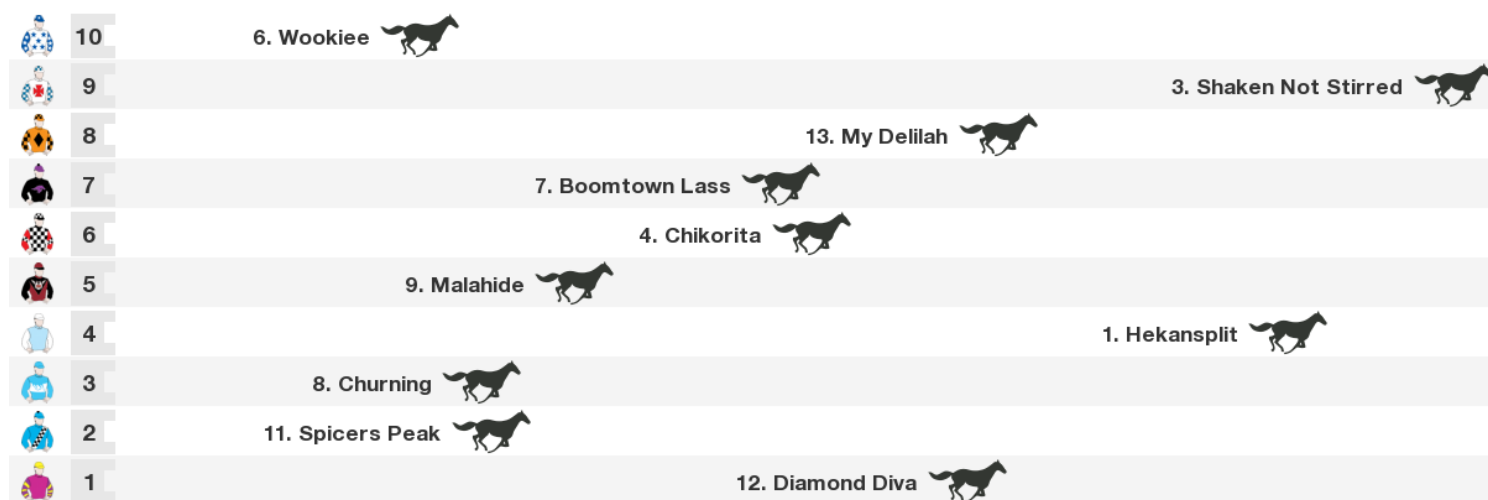 10 6. Wookiee
9 3. Shaken Not Stirred
8 13. My Delilah
7 7. Boomtown Lass
6 4. Chikorita
5 9. Malahide
4 1. Hekansplit
3 8. Churning
2 11. Spicers Peak
1 12. Diamond Diva